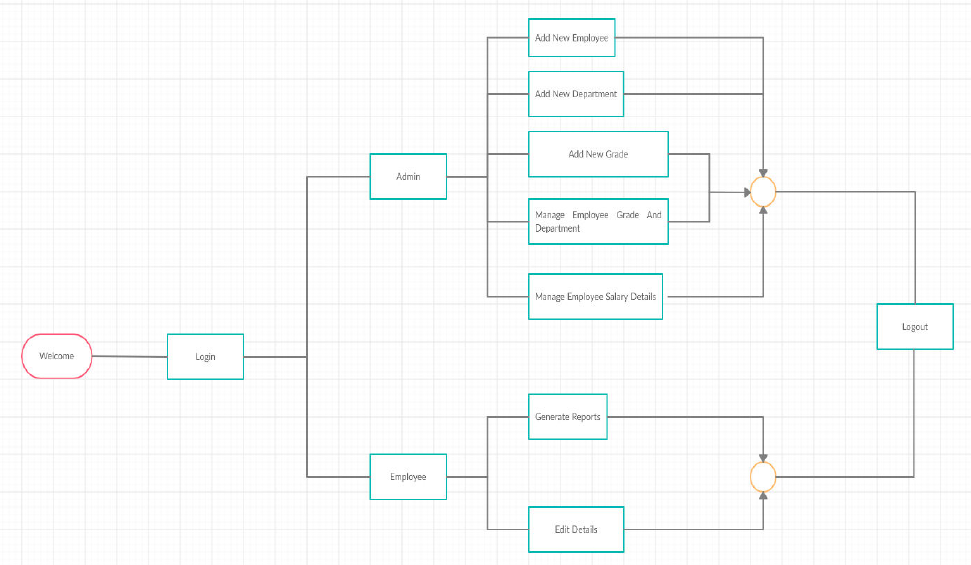 Add New Employee
Add New Department
Add New Grade
Admin
Manage Employee Grade And
Department
Manage Employee Salary Details
Logout
Welcome
Login
Generate Reports
Employee
Edit Details